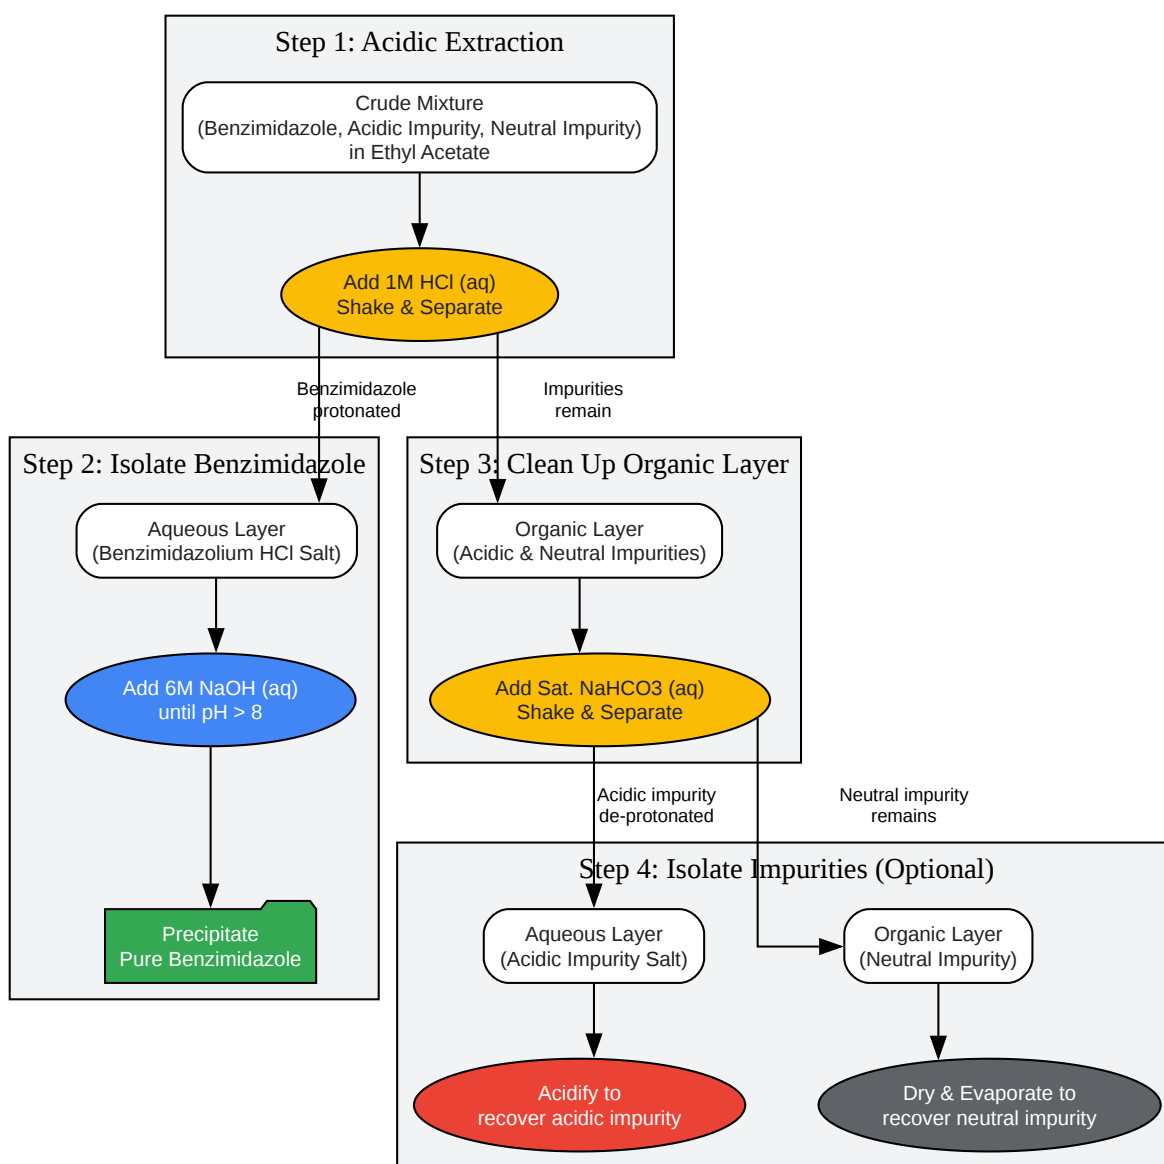 Step 1: Acidic Extraction
Crude Mixture
(Benzimidazole, Acidic Impurity, Neutral Impurity)
in Ethyl Acetate
Add 1M HCl (aq)
Shake & Separate
Benzimidazole
protonated
Impurities
remain
Step 2: Isolate Benzimidazole
Aqueous Layer
(Benzimidazolium HCl Salt)
Add 6M NaOH (aq)
until pH > 8
Precipitate
Pure Benzimidazole
Step 3: Clean Up Organic Layer
Organic Layer
(Acidic & Neutral Impurities)
Add Sat. NaHCO3 (aq)
Shake & Separate
Acidic impurity
de-protonated
Neutral impurity
remains
Step 4: Isolate Impurities (Optional)
Aqueous Layer
(Acidic Impurity Salt)
Organic Layer
(Neutral Impurity)
Acidify to
recover acidic impurity
Dry & Evaporate to
recover neutral impurity